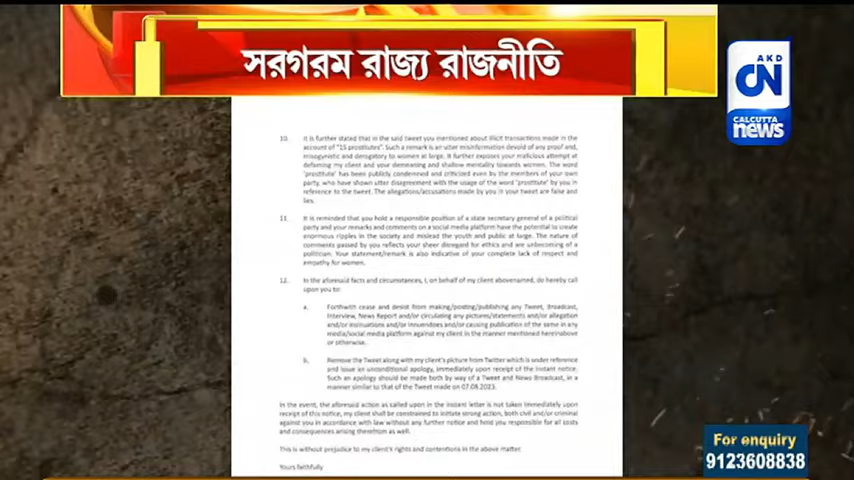 সরগরম রাজ্য রাজনীতি
AKD
CN
CALCUTTA
news
10. It is further stated that in the said tweet you mentioned about illicit transactions made in the
account of "15 prostitutes". Such a remark is an utter misinformation devoid of any proof and,
misogynistic and derogatory to women at large. It further exposes your malicious attempt at
defaming my client and your demeaning and shallow mentality towards women. The word
'prostitute' has been publicly condemned and criticized even by the members of your own
party, who have shown utter disagreement with the usage of the word 'prostitute' by you in
reference to the tweet. The allegations/accusations made by you in your tweet are false and
lies.
11. It is reminded that you hold a responsible position of a state secretary general of a political
party and your remarks and comments on a social media platform have the potential to create
enormous ripples in the society and mislead the youth and public at large. The nature of
comments passed by you reflects your sheer disregard for ethics and are unbecoming of a
politician. Your statement/remark is also indicative of your complete lack of respect and
empathy for women.
12. In the aforesaid facts and circumstances, I, on behalf of my client abovenamed, do hereby call
upon you to:
a. Forthwith cease and desist from making/posting/publishing any Tweet, Broadcast,
Interview, News Report and/or circulating any pictures/statements and/or allegation
and/or insinuations and/or innuendoes and/or causing publication of the same in any
media/social media platform against my client in the manner mentioned hereinabove
or otherwise.
b. Remove the Tweet along with my client's picture from Twitter which is under reference
and issue an unconditional apology, immediately upon receipt of the instant notice.
Such an apology should be made both by way of a Tweet and News Broadcast, in a
manner similar to that of the Tweet made on 07.08.2023.
In the event, the aforesaid action as called upon in the instant letter is not taken immediately upon
receipt of this notice, my client shall be constrained to initiate strong action, both civil and/or criminal
against you in accordance with law without any further notice and hold you responsible for all costs
and consequences arising therefrom as well.
This is without prejudice to my client's rights and contentions in the above matter.
Yours faithfully
For enquiry
9123608838